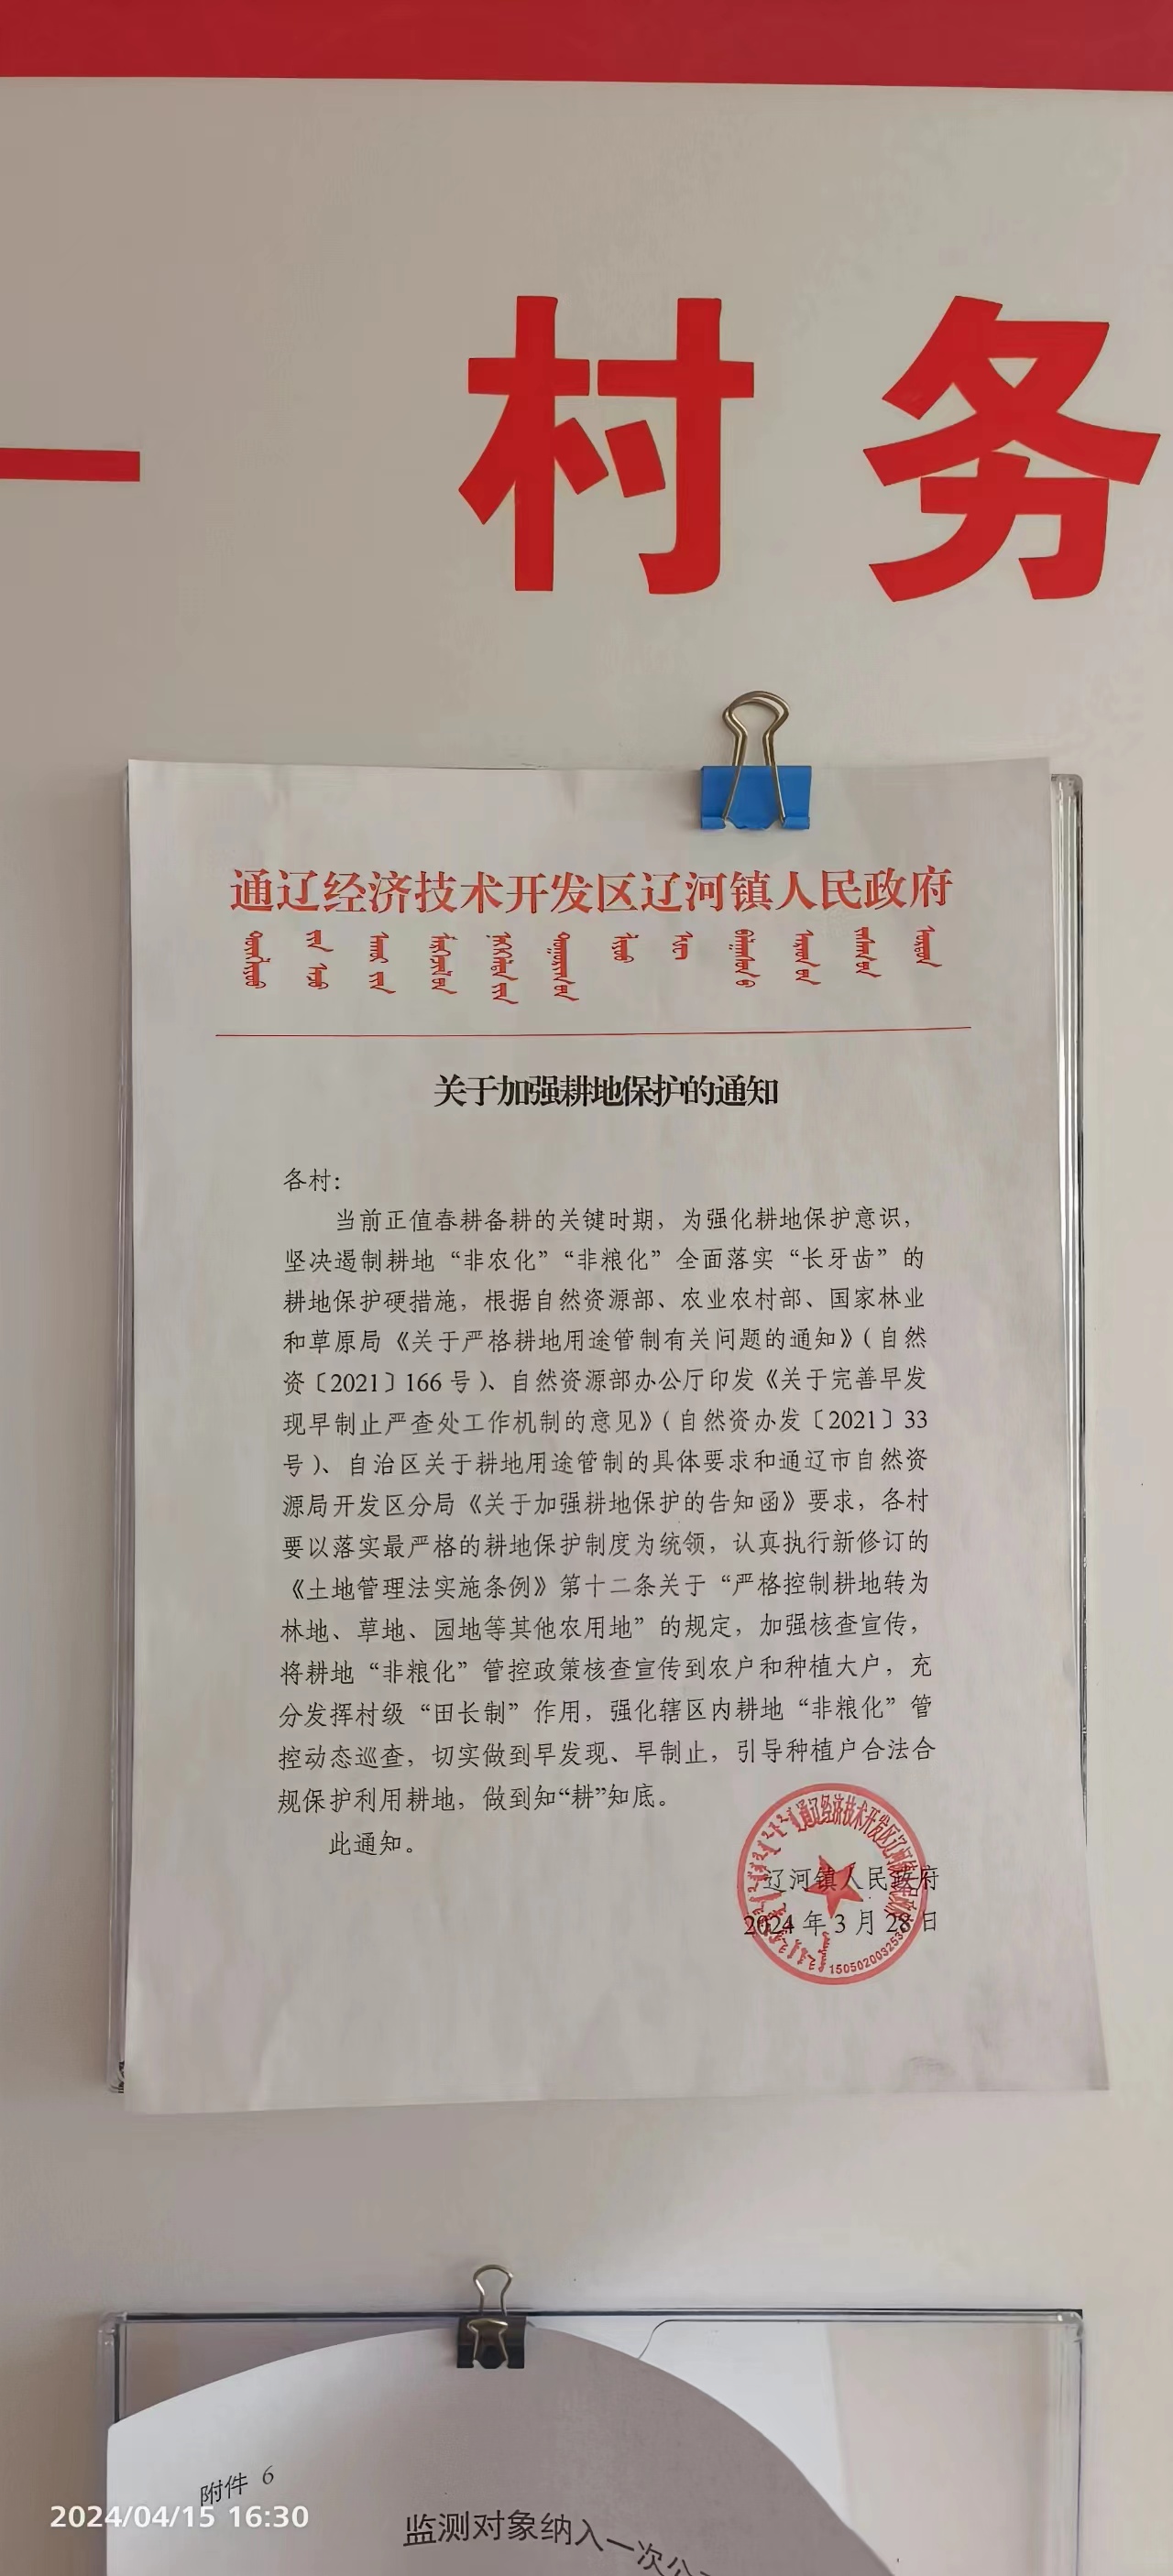 村务
通辽经济技术开发区辽河镇人民政府
关于加强耕地保护的通知
各村：
当前正值春耕备耕的关键时期，为强化耕地保护意识，
坚决遏制耕地“非农化”“非粮化”全面落实“长牙齿”的
耕地保护硬措施，根据自然资源部、农业农村部、国家林业
和草原局《关于严格耕地用途管制有关问题的通知》（自然
资〔2021〕166号）、自然资源部办公厅印发《关于完善早发
现早制止严查处工作机制的意见》（自然资办发〔2021〕33
号）、自治区关于耕地用途管制的具体要求和通辽市自然资
源局开发区分局《关于加强耕地保护的告知函》要求，各村
要以落实最严格的耕地保护制度为统领，认真执行新修订的
《土地管理法实施条例》第十二条关于“严格控制耕地转为
林地、草地、园地等其他农用地”的规定，加强核查宣传，
将耕地“非粮化”管控政策核查宣传到农户和种植大户，充
分发挥村级“田长制”作用，强化辖区内耕地“非粮化”管
控动态巡查，切实做到早发现、早制止，引导种植户合法合
规保护利用耕地，做到知“耕”知底。
此通知。
辽河镇人民政府
2024年3月28日
附件 6
2024/04/15 16:30
监测对象纳入一次公